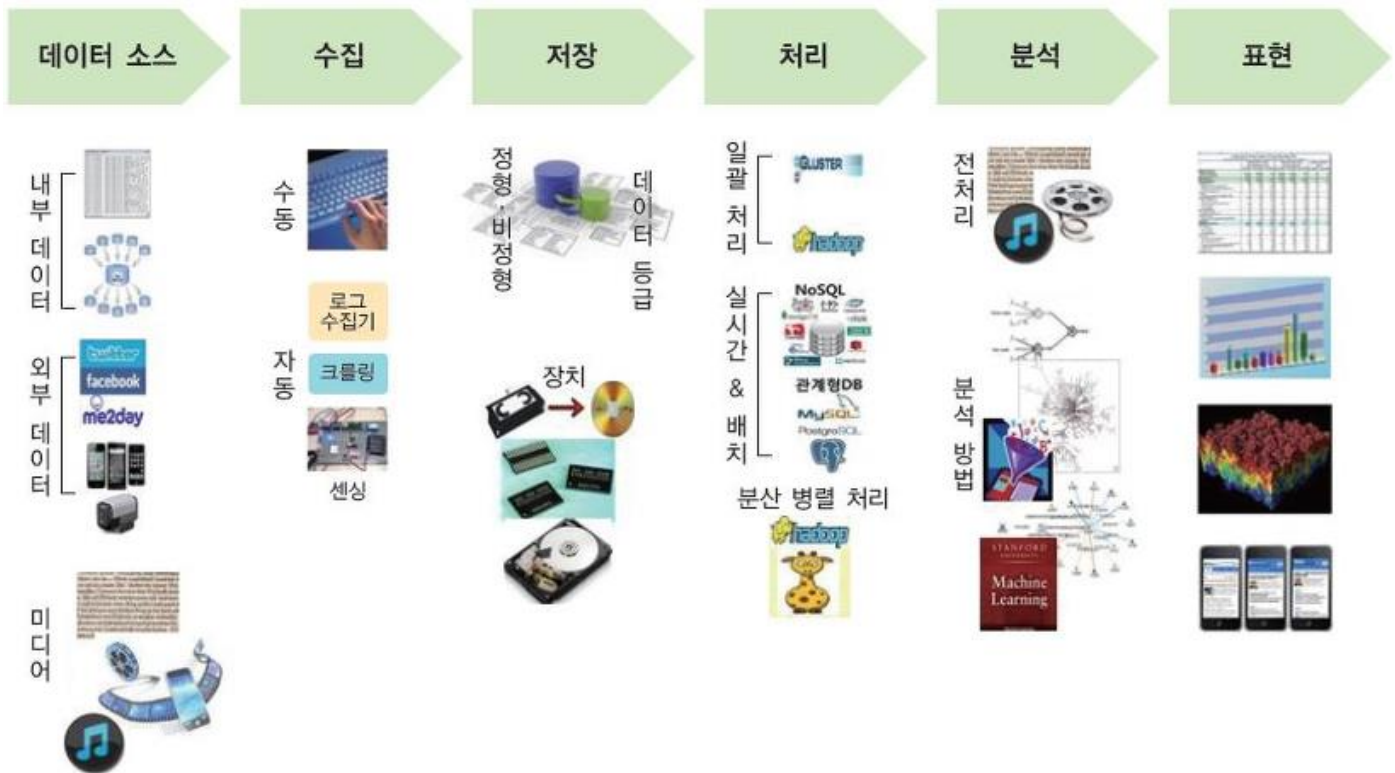 데이터 소스
수집
저장
처리
분석
표현
내부 데이터
외부 데이터
twitter
facebook
me2day
미디어
수동
자동
로그
수집기
크롤링
센싱
정형·비정형
데이터 등급
장치
일괄 처리
GLUSTER
hadoop
실시간 & 배치
NoSQL
관계형DB
MySQL
PostgreSQL
분산 병렬 처리
hadoop
전처리
분석 방법
STANFORD
UNIVERSITY
Machine
Learning